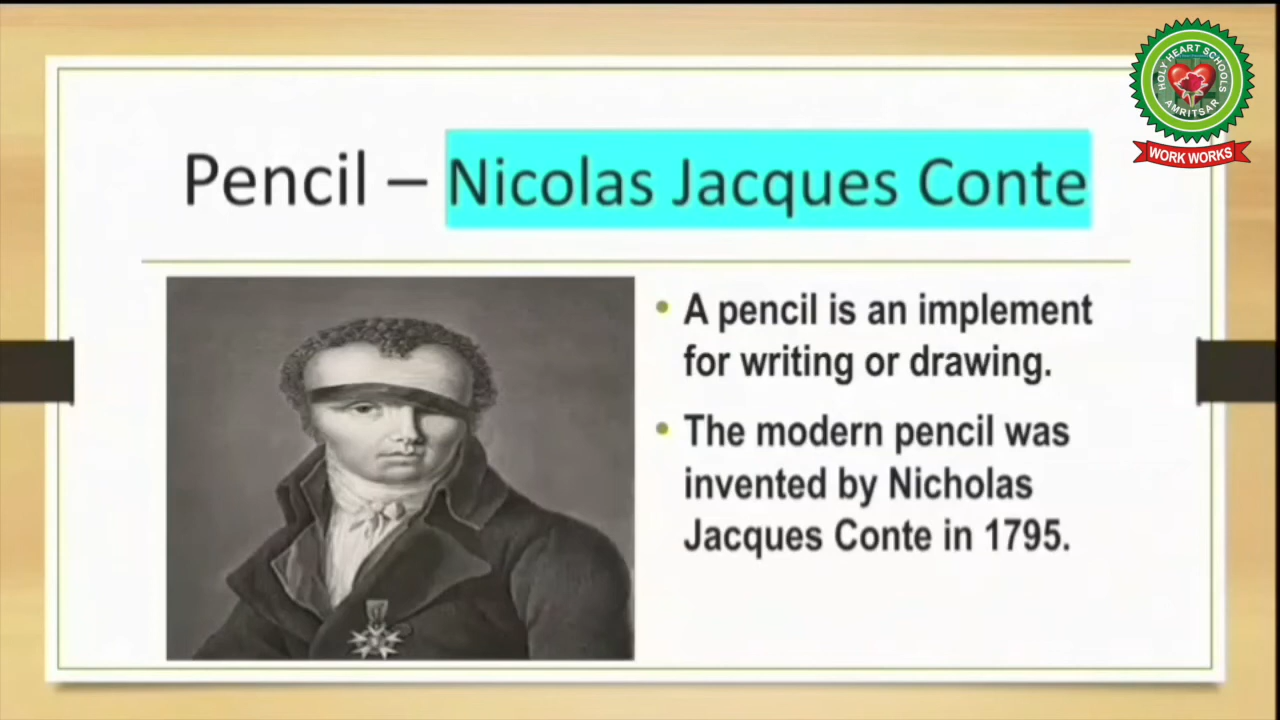 HOLY HEART SCHOOLS
AMRITSAR
WORK WORKS
Pencil – Nicolas Jacques Conte
• A pencil is an implement
for writing or drawing.
• The modern pencil was
invented by Nicholas
Jacques Conte in 1795.